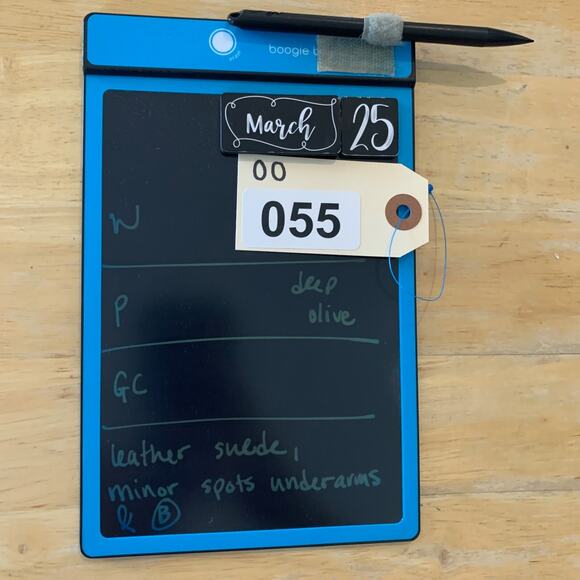 boogie b
March 25
00
055
W
deep
P olive
GC
leather suede,
minor spots underarms
& B